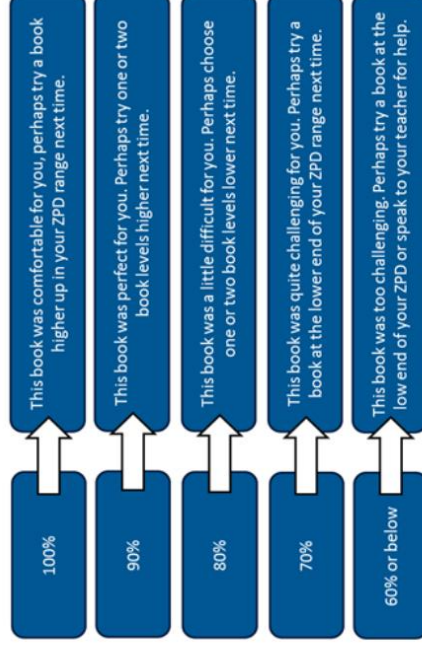 100%
This book was comfortable for you, perhaps try a book
higher up in your ZPD range next time.
90%
This book was perfect for you. Perhaps try one or two
book levels higher next time.
80%
This book was a little difficult for you. Perhaps choose
one or two book levels lower next time.
70%
This book was quite challenging for you. Perhaps try a
book at the lower end of your ZPD range next time.
60% or below
This book was too challenging. Perhaps try a book at the
low end of your ZPD or speak to your teacher for help.